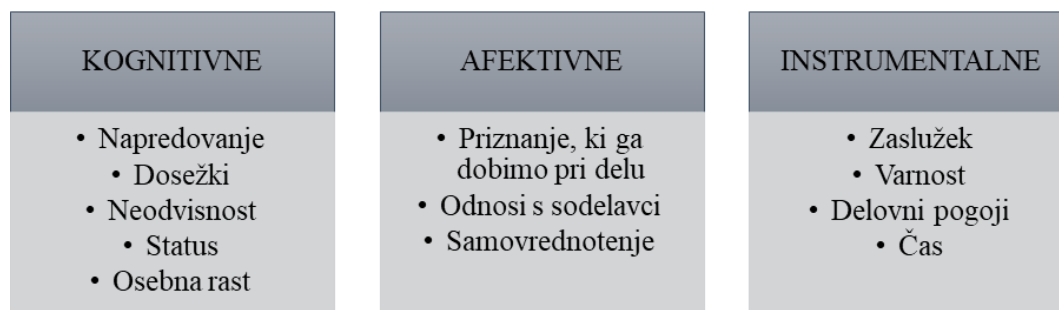 KOGNITIVNE
• Napredovanje
• Dosežki
• Neodvisnost
• Status
• Osebna rast
AFEKTIVNE
• Priznanje, ki ga
dobimo pri delu
• Odnosi s sodelavci
• Samovrednotenje
INSTRUMENTALNE
• Zaslužek
• Varnost
• Delovni pogoji
• Čas